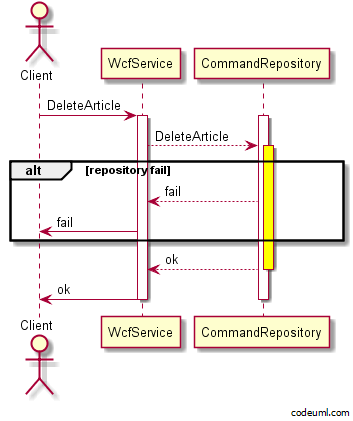 Client
WcfService
CommandRepository
DeleteArticle
DeleteArticle
alt
[repository fail]
fail
fail
ok
ok
Client
WcfService
CommandRepository
codeuml.com